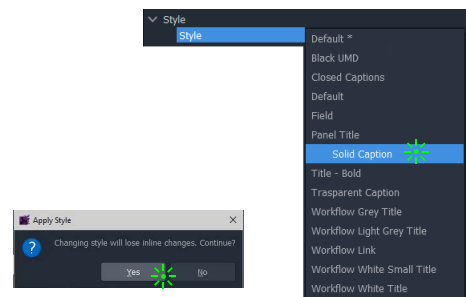 Style
Style
Default *
Black UMD
Closed Captions
Default
Field
Panel Title
Solid Caption
Title - Bold
Trasparent Caption
Workflow Grey Title
Workflow Light Grey Title
Workflow Link
Workflow White Small Title
Workflow White Title
Apply Style
Changing style will lose inline changes. Continue?
Yes
No